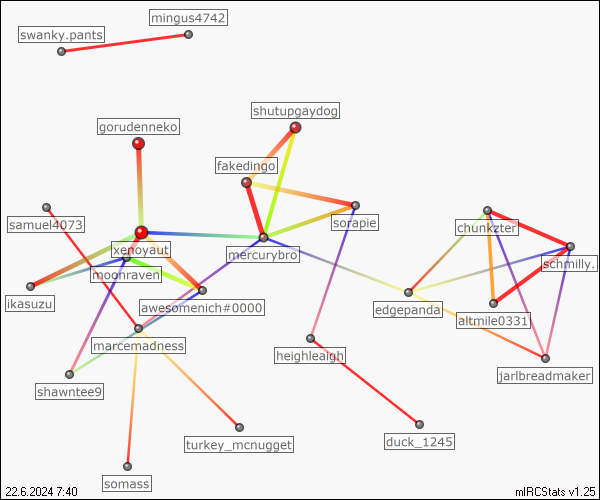 mingus4742
swanky.pants
shutupgaydog
gorudenneko
fakedingo
samuel4073
sorapie
chunkzter
xenoyaut
mercurybro
schmilly.
moonraven
ikasuzu
awesomenich#0000
edgepanda
altmile0331
marcemadness
heighleaigh
jarlbreadmaker
shawntee9
turkey_mcnugget
duck_1245
somass
22.6.2024 7:40
mIRCStats v1.25